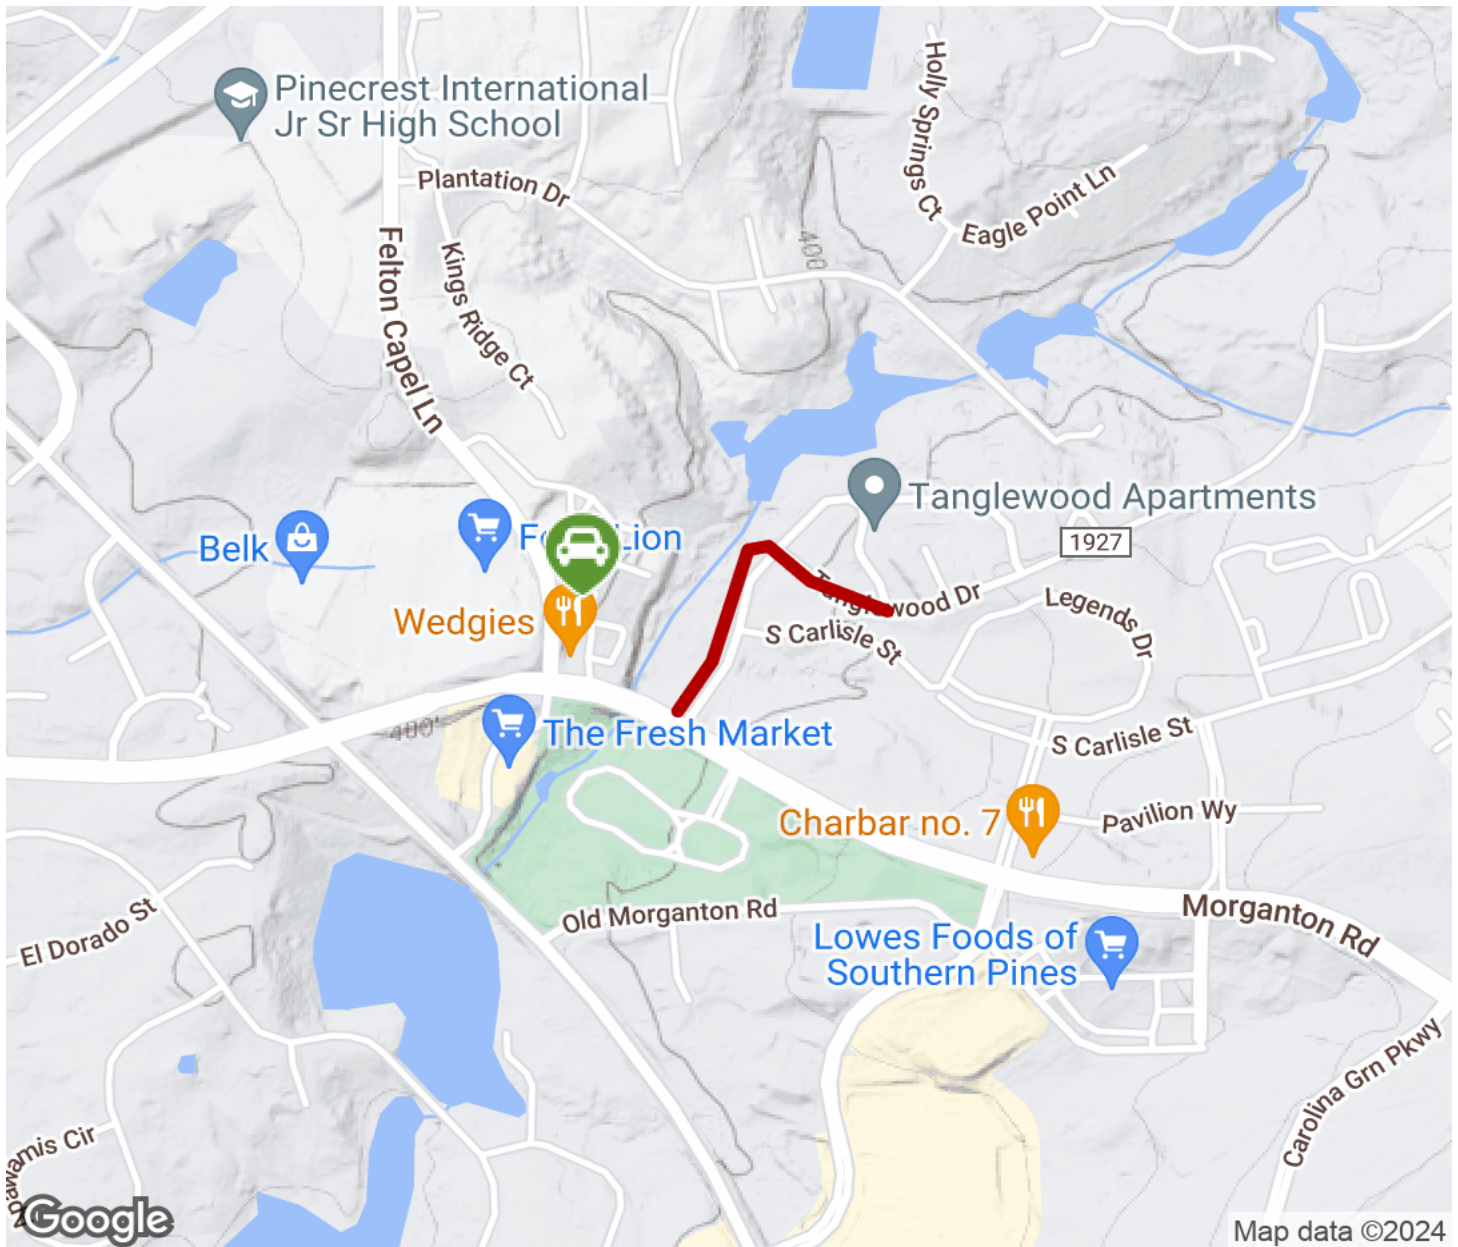 Pinecrest International
Jr Sr High School
Holly Springs Ct
Plantation Dr
Eagle Point Ln
400
Felton Capel Ln
Kings Ridge Ct
Tanglewood Apartments
Belk
Lion
1927
Wedgies
Tanglewood Dr
Legends Dr
S Carlisle St
The Fresh Market
400'
S Carlisle St
Charbar no. 7
Pavilion Wy
El Dorado St
Old Morganton Rd
Morganton Rd
Lowes Foods of
Southern Pines
Carolina Grn Pkwy
Cir
Google
Map data ©2024